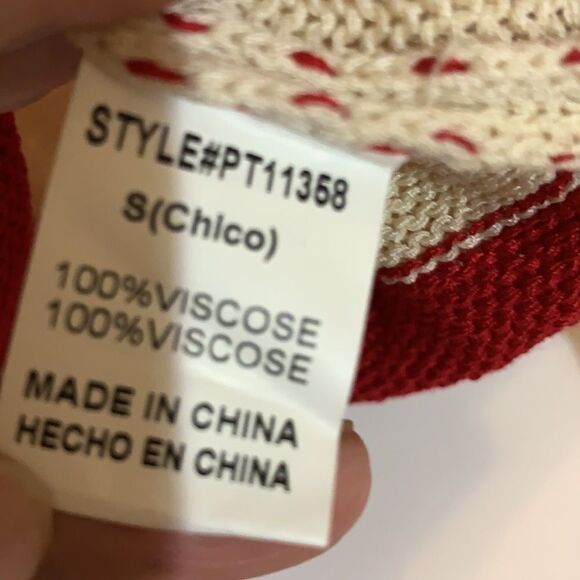 STYLE#PT11358
S(Chico)
100%VISCOSE
100%VISCOSE
MADE IN CHINA
HECHO EN CHINA